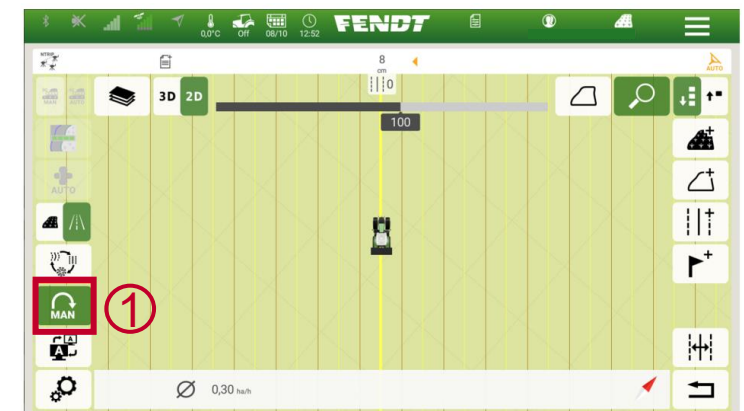 FENDT
0,0°C Off 08/10 12:52
NTRIP
8
cm
AUTO
0
3D 2D
100
AUTO
MAN
1
A
A
0,30 ha/h